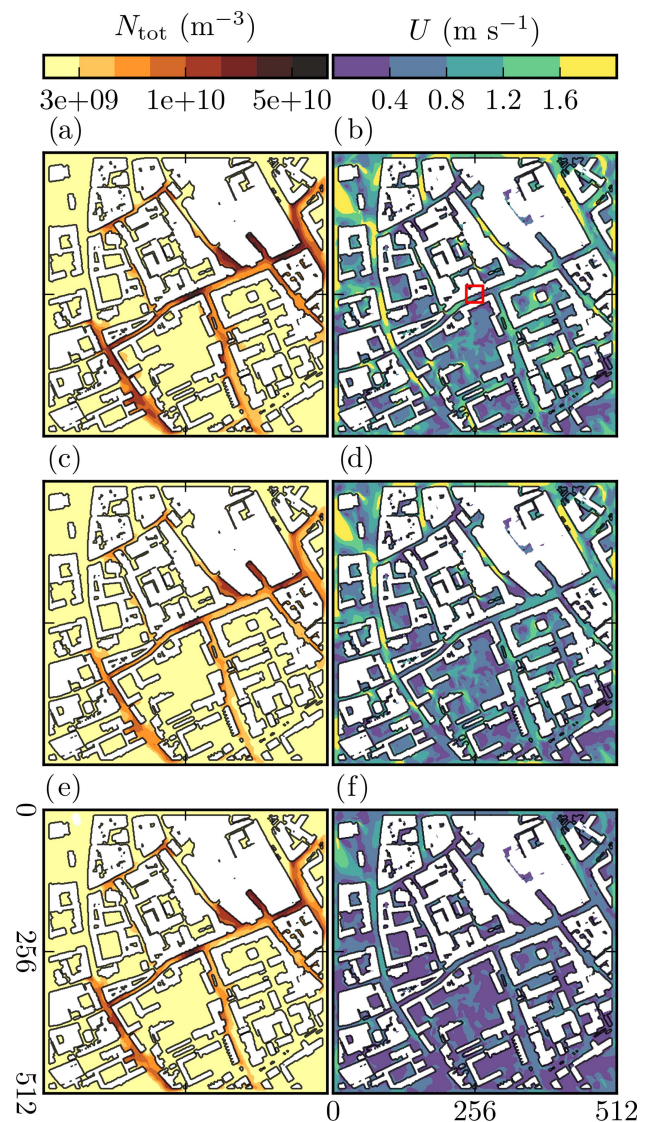 N_tot (m⁻³) U (m s⁻¹)
3e+09 1e+10 5e+10 0.4 0.8 1.2 1.6
(a) (b)
(c) (d)
(e) (f)
0
256
512
0 256 512